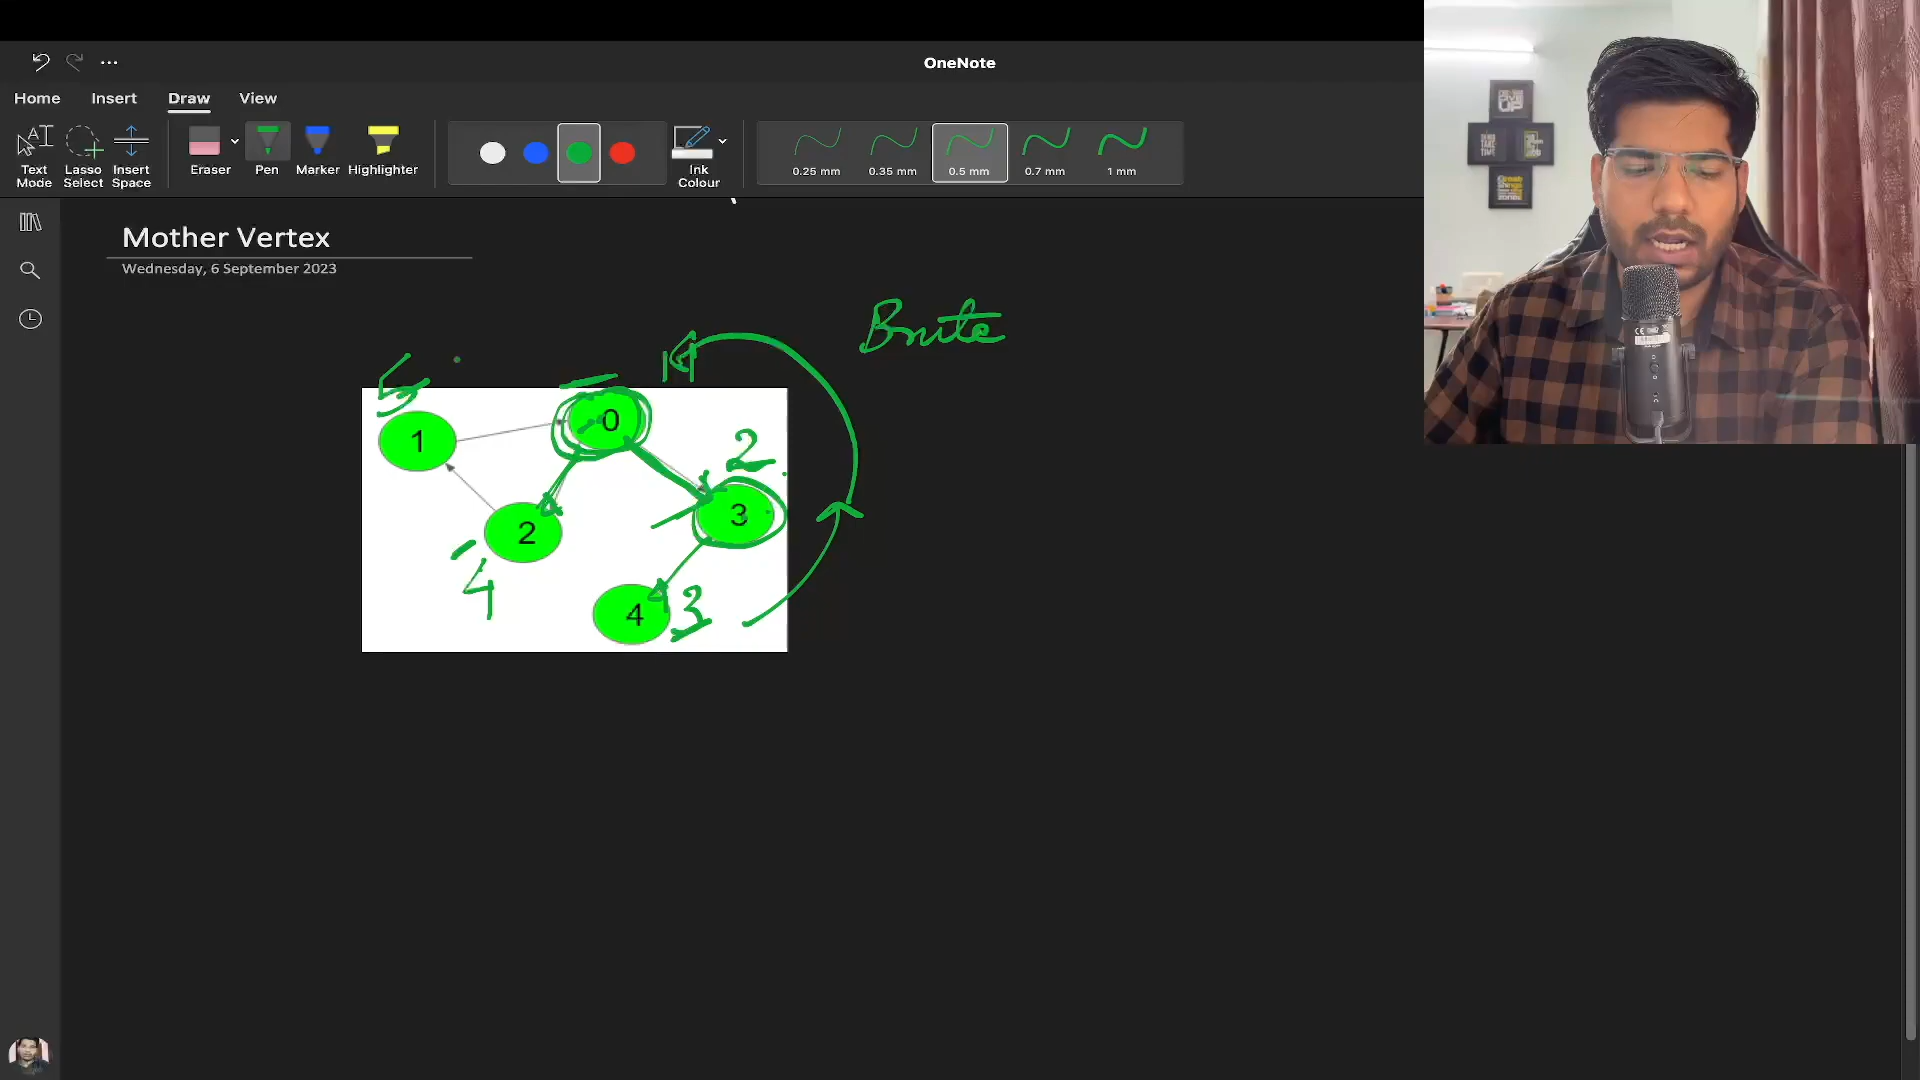 OneNote
Home Insert Draw View
Text Mode
Lasso Select
Insert Space
Eraser
Pen
Marker
Highlighter
Ink Colour
0.25 mm
0.35 mm
0.5 mm
0.7 mm
1 mm
Mother Vertex
Wednesday, 6 September 2023
Brute
5
1
0
2
2
3
4
4
3